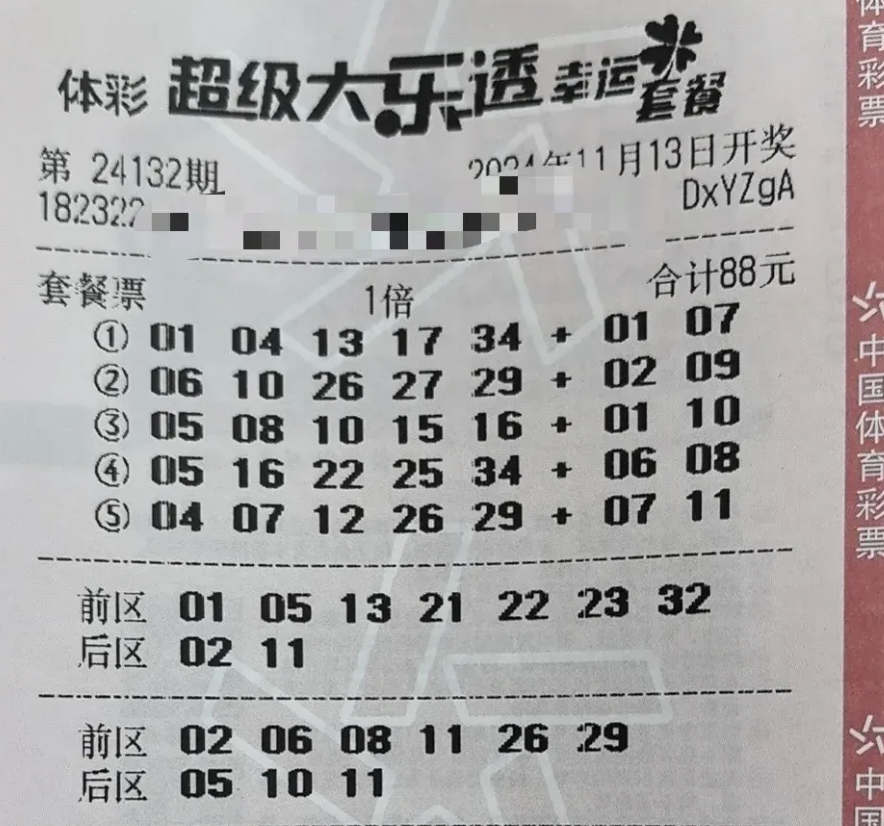 体彩 超级大乐透 幸运套餐
第 24132期 2024年11月13日开奖
182322 DxYZgA
套餐票 1倍 合计88元
① 01 04 13 17 34 + 01 07
② 06 10 26 27 29 + 02 09
③ 05 08 10 15 16 + 01 10
④ 05 16 22 25 34 + 06 08
⑤ 04 07 12 26 29 + 07 11
前区 01 05 13 21 22 23 32
后区 02 11
前区 02 06 08 11 26 29
后区 05 10 11
体育彩票
中国体育彩票
中国